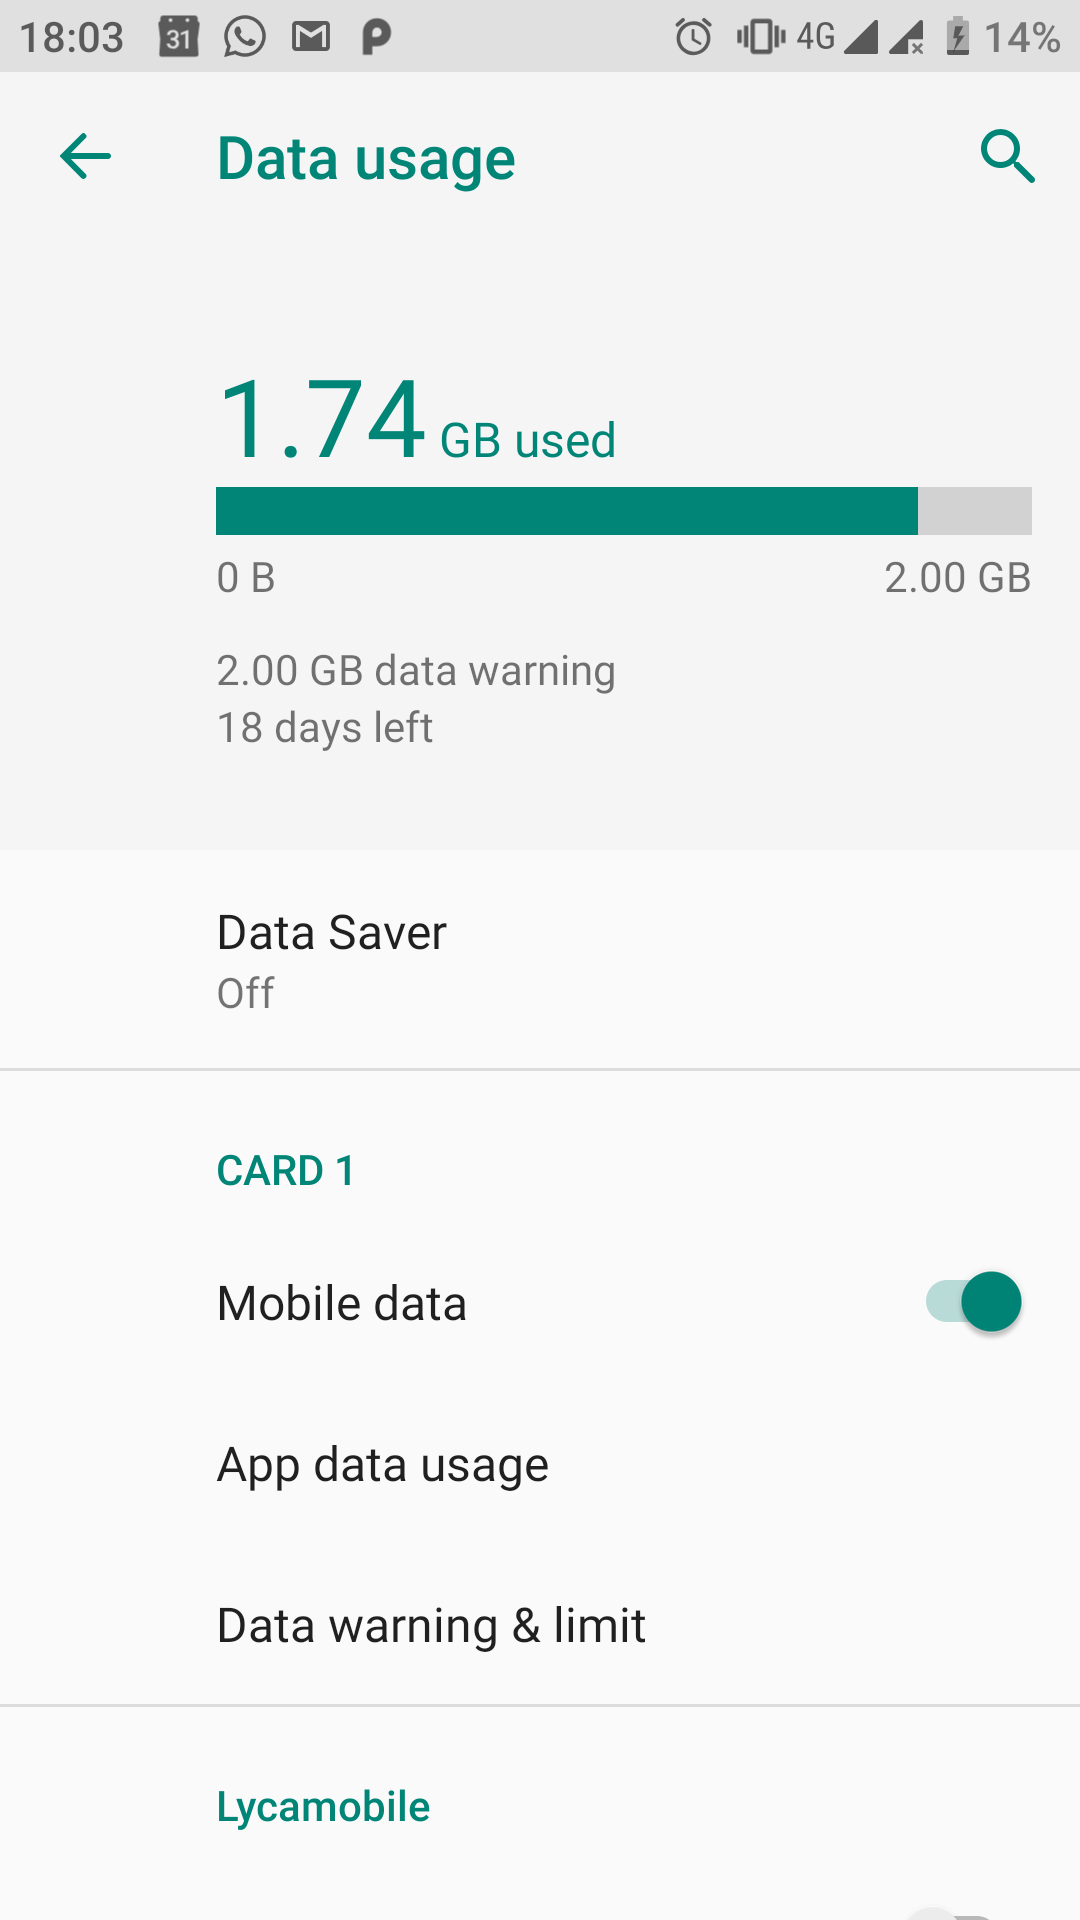 18:03 31 4G 14%
Data usage
1.74 GB used
0 B 2.00 GB
2.00 GB data warning
18 days left
Data Saver
Off
CARD 1
Mobile data
App data usage
Data warning & limit
Lycamobile